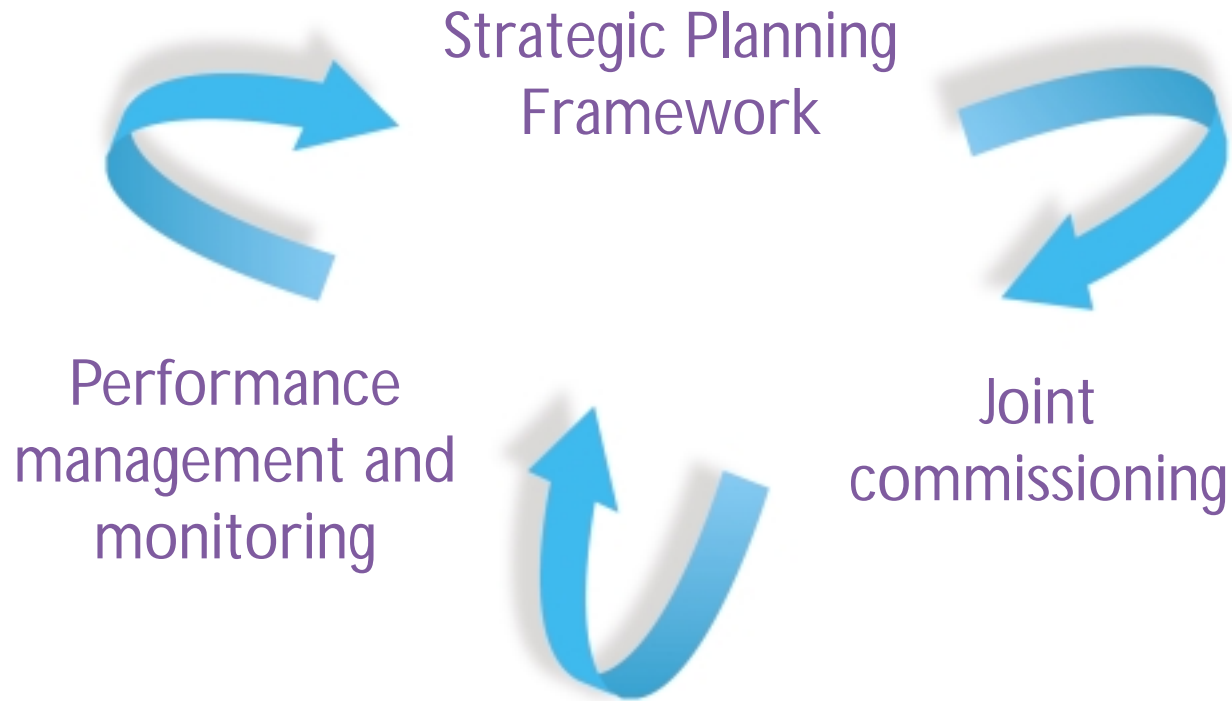 Strategic Planning
Framework
Performance
management and
monitoring
Joint
commissioning